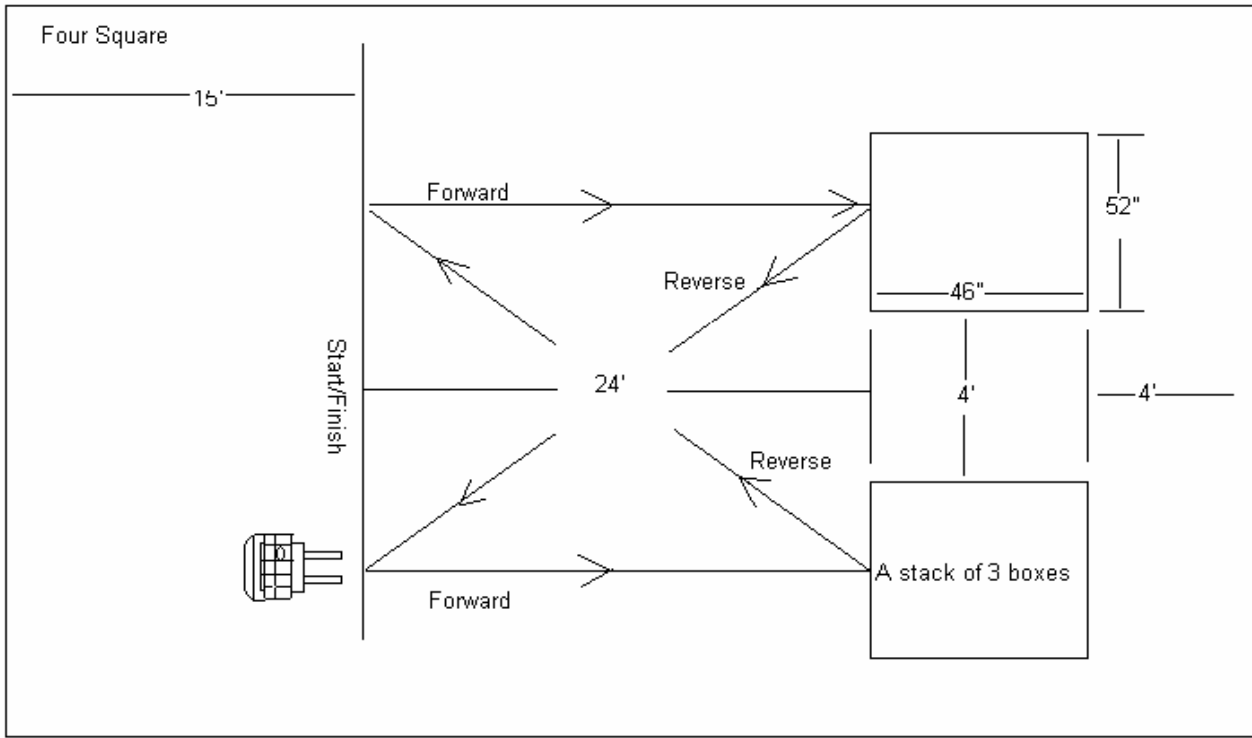 Four Square
15'
Forward
52"
Reverse
46"
Start/Finish
24'
4'
4'
Reverse
A stack of 3 boxes
Forward